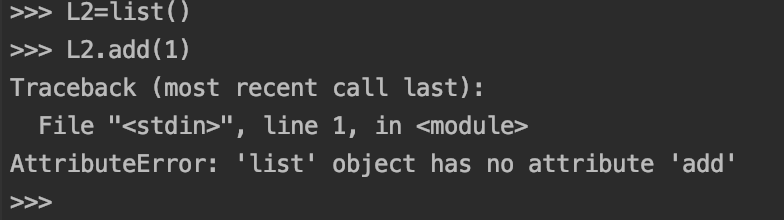 >>> L2=list()
>>> L2.add(1)
Traceback (most recent call last):
  File "<stdin>", line 1, in <module>
AttributeError: 'list' object has no attribute 'add'
>>>